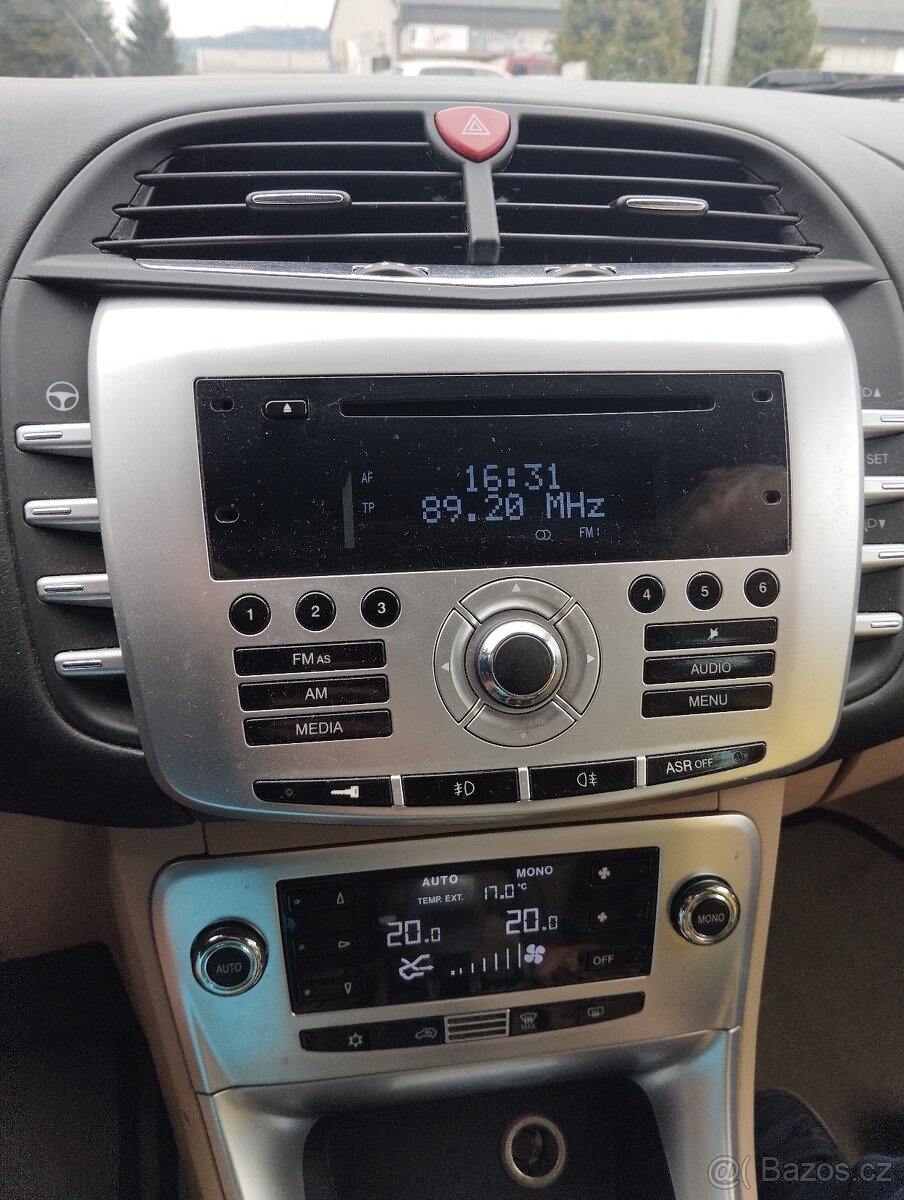 AF
16:31
TP
89.20 MHz
FM1
SET
1
2
3
4
5
6
FM AS
AM
MEDIA
AUDIO
MENU
ASR OFF
AUTO
MONO
TEMP. EXT.
17.0°C
20.0
20.0
OFF
AUTO
MONO
MAX
Bazos.cz